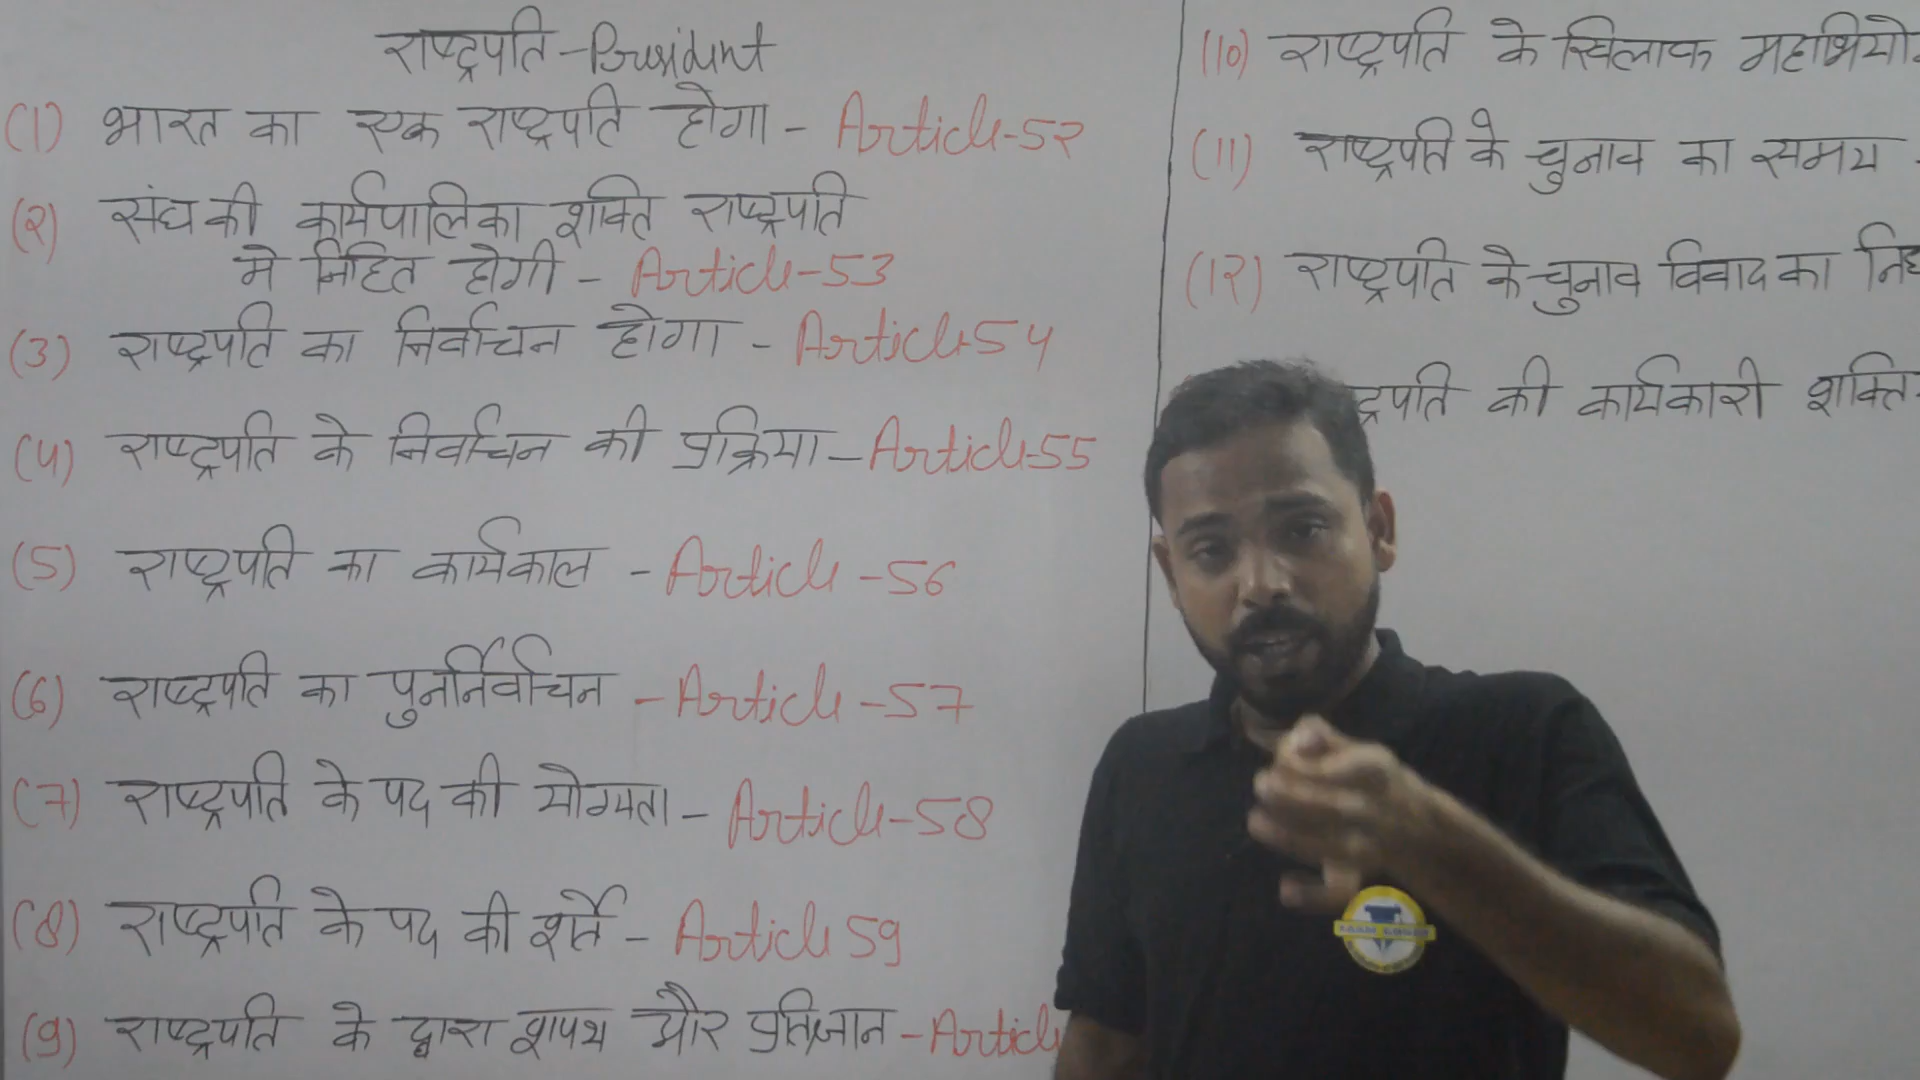 राष्ट्रपति - President
(1) भारत का एक राष्ट्रपति होगा - Article-52
(2) संघ की कार्यपालिका शक्ति राष्ट्रपति
मे निहित होगी - Article-53
(3) राष्ट्रपति का निर्वाचन होगा - Article-54
(4) राष्ट्रपति के निर्वाचन की प्रक्रिया - Article-55
(5) राष्ट्रपति का कार्यकाल - Article-56
(6) राष्ट्रपति का पुनर्निर्वाचन - Article-57
(7) राष्ट्रपति के पद की योग्यता - Article-58
(8) राष्ट्रपति के पद की शर्ते - Article 59
(9) राष्ट्रपति के द्वारा शपथ और प्रतिज्ञान - Articl
(10) राष्ट्रपति के खिलाफ महाभियो
(11) राष्ट्रपति के चुनाव का समय -
(12) राष्ट्रपति के चुनाव विवाद का
द्रपति की कार्यकारी शक्ति-